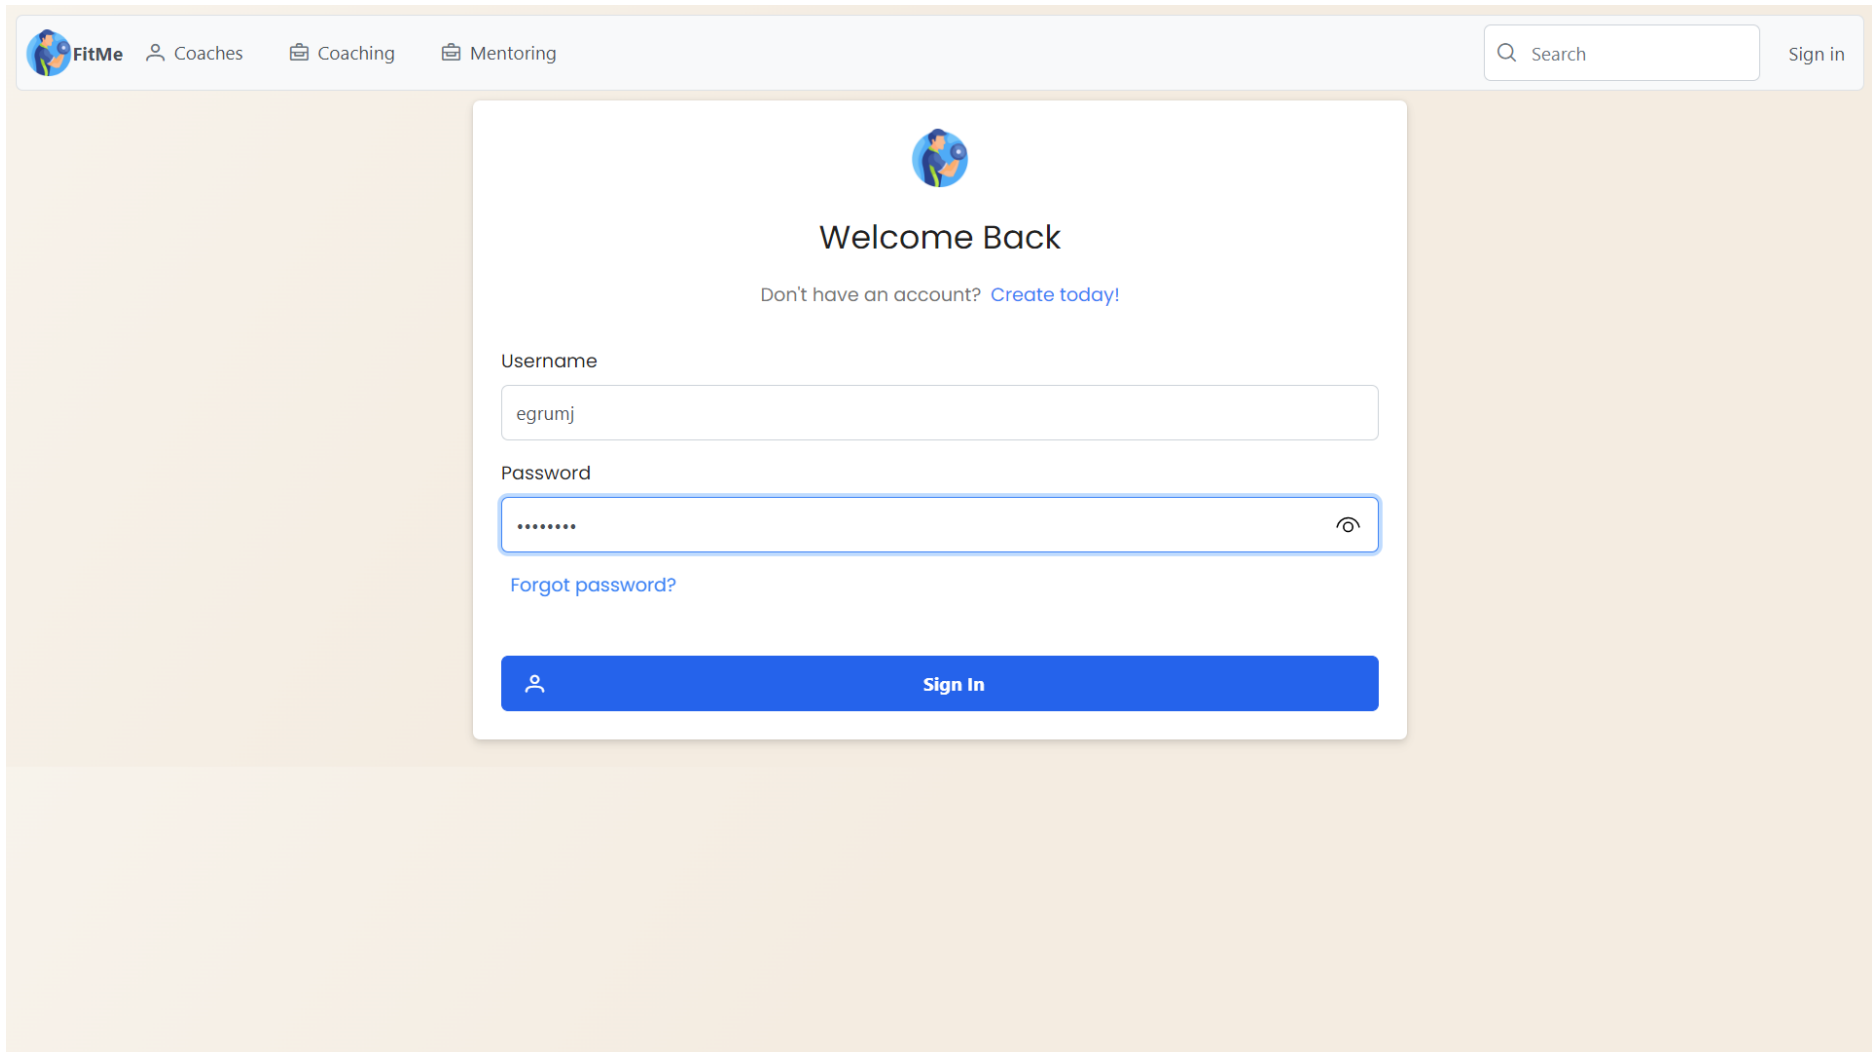 FitMe Coaches Coaching Mentoring Search Sign in
Welcome Back
Don't have an account? Create today!
Username
egrumj
Password
••••••••
Forgot password?
Sign In